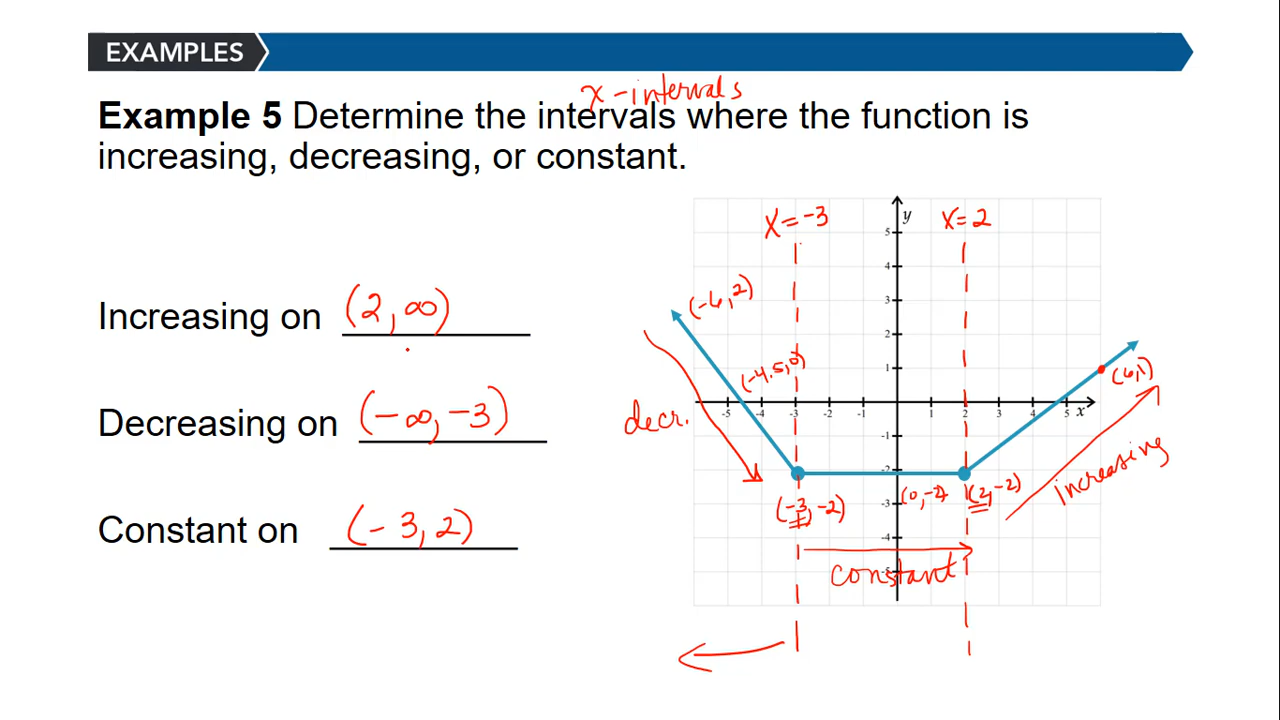 EXAMPLES
x-intervals
Example 5 Determine the intervals where the function is
increasing, decreasing, or constant.
x=-3
x=2
y
5
4
3
2
1
-1
-2
-3
-4
-5
-5 -4 -3 -2 -1 1 2 3 4 5 x
(-6,2)
(-4.5,0)
(6,1)
decr.
increasing
(-3,-2)
(0,-2)
(2,-2)
constant
Increasing on (2,∞)
Decreasing on (-∞,-3)
Constant on (-3,2)